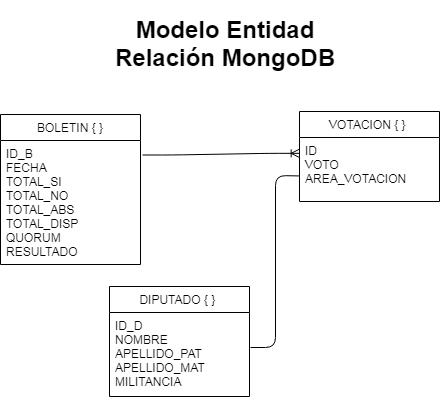 Modelo Entidad
Relación MongoDB
BOLETIN { }
ID_B
FECHA
TOTAL_SI
TOTAL_NO
TOTAL_ABS
TOTAL_DISP
QUORUM
RESULTADO
VOTACION { }
ID
VOTO
AREA_VOTACION
DIPUTADO { }
ID_D
NOMBRE
APELLIDO_PAT
APELLIDO_MAT
MILITANCIA